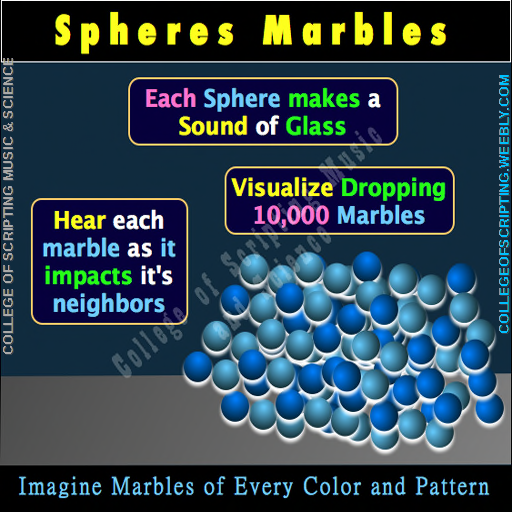 Spheres Marbles
Each Sphere makes a
Sound of Glass
Visualize Dropping
10,000 Marbles
Hear each
marble as it
impacts it's
neighbors
College of Scripting Music
and Science
COLLEGE OF SCRIPTING MUSIC & SCIENCE
COLLEGEOFSCRIPTING.WEEBLY.COM
Imagine Marbles of Every Color and Pattern